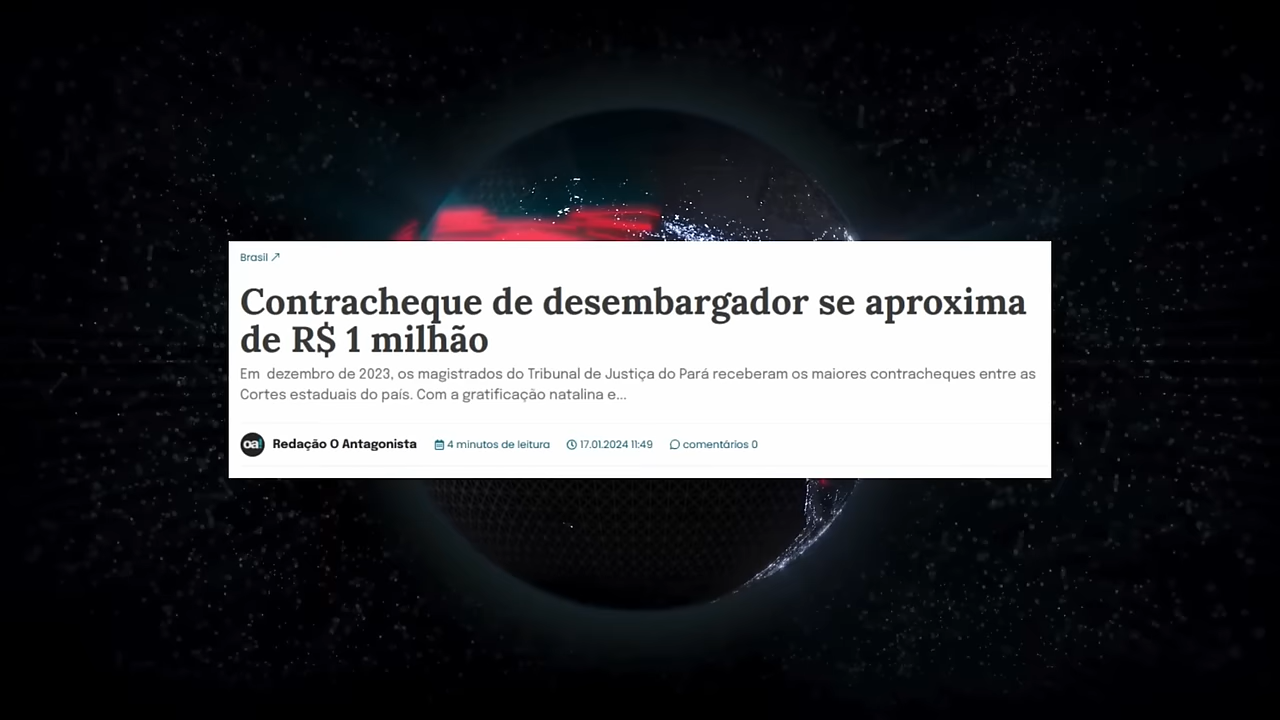 Brasil ↗
Contracheque de desembargador se aproxima
de R$ 1 milhão
Em dezembro de 2023, os magistrados do Tribunal de Justiça do Pará receberam os maiores contracheques entre as
Cortes estaduais do país. Com a gratificação natalina e...
oa! Redação O Antagonista 4 minutos de leitura 17.01.2024 11:49 comentários 0